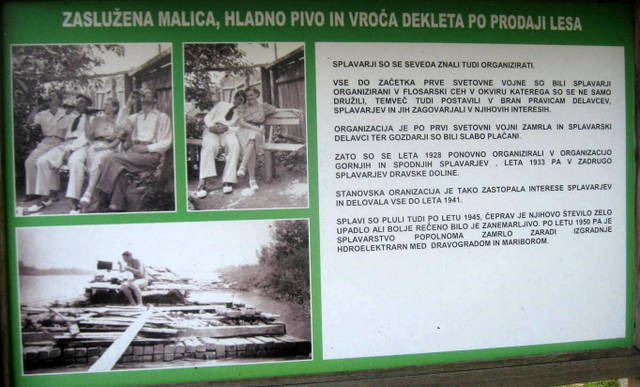 ZASLUŽENA MALICA, HLADNO PIVO IN VROČA DEKLETA PO PRODAJI LESA
SPLAVARJI SO SE SEVEDA ZNALI TUDI ORGANIZIRATI.
VSE DO ZAČETKA PRVE SVETOVNE VOJNE SO BILI SPLAVARJI
ORGANIZIRANI V FLOSARSKI CEH V OKVIRU KATEREGA SO SE NE SAMO
DRUŽILI, TEMVEČ TUDI POSTAVILI V BRAN PRAVICAM DELAVCEV,
SPLAVARJEV IN JIH ZAGOVARJALI V NJIHOVIH INTERESIH.
ORGANIZACIJA JE PO PRVI SVETOVNI VOJNI ZAMRLA IN SPLAVARSKI
DELAVCI TER GOZDARJI SO BILI SLABO PLAČANI.
ZATO SO SE LETA 1928 PONOVNO ORGANIZIRALI V ORGANIZACIJO
GORNJIH IN SPODNJIH SPLAVARJEV , LETA 1933 PA V ZADRUGO
SPLAVARJEV DRAVSKE DOLINE.
STANOVSKA ORANIZACIJA JE TAKO ZASTOPALA INTERESE SPLAVARJEV
IN DELOVALA VSE DO LETA 1941.
SPLAVI SO PLULI TUDI PO LETU 1945, ČEPRAV JE NJIHOVO ŠTEVILO ZELO
UPADLO ALI BOLJE REČENO BILO JE ZANEMARLJIVO. PO LETU 1950 PA JE
SPLAVARSTVO POPOLNOMA ZAMRLO ZARADI IZGRADNJE
HDROELEKTRARN MED DRAVOGRADOM IN MARIBOROM.